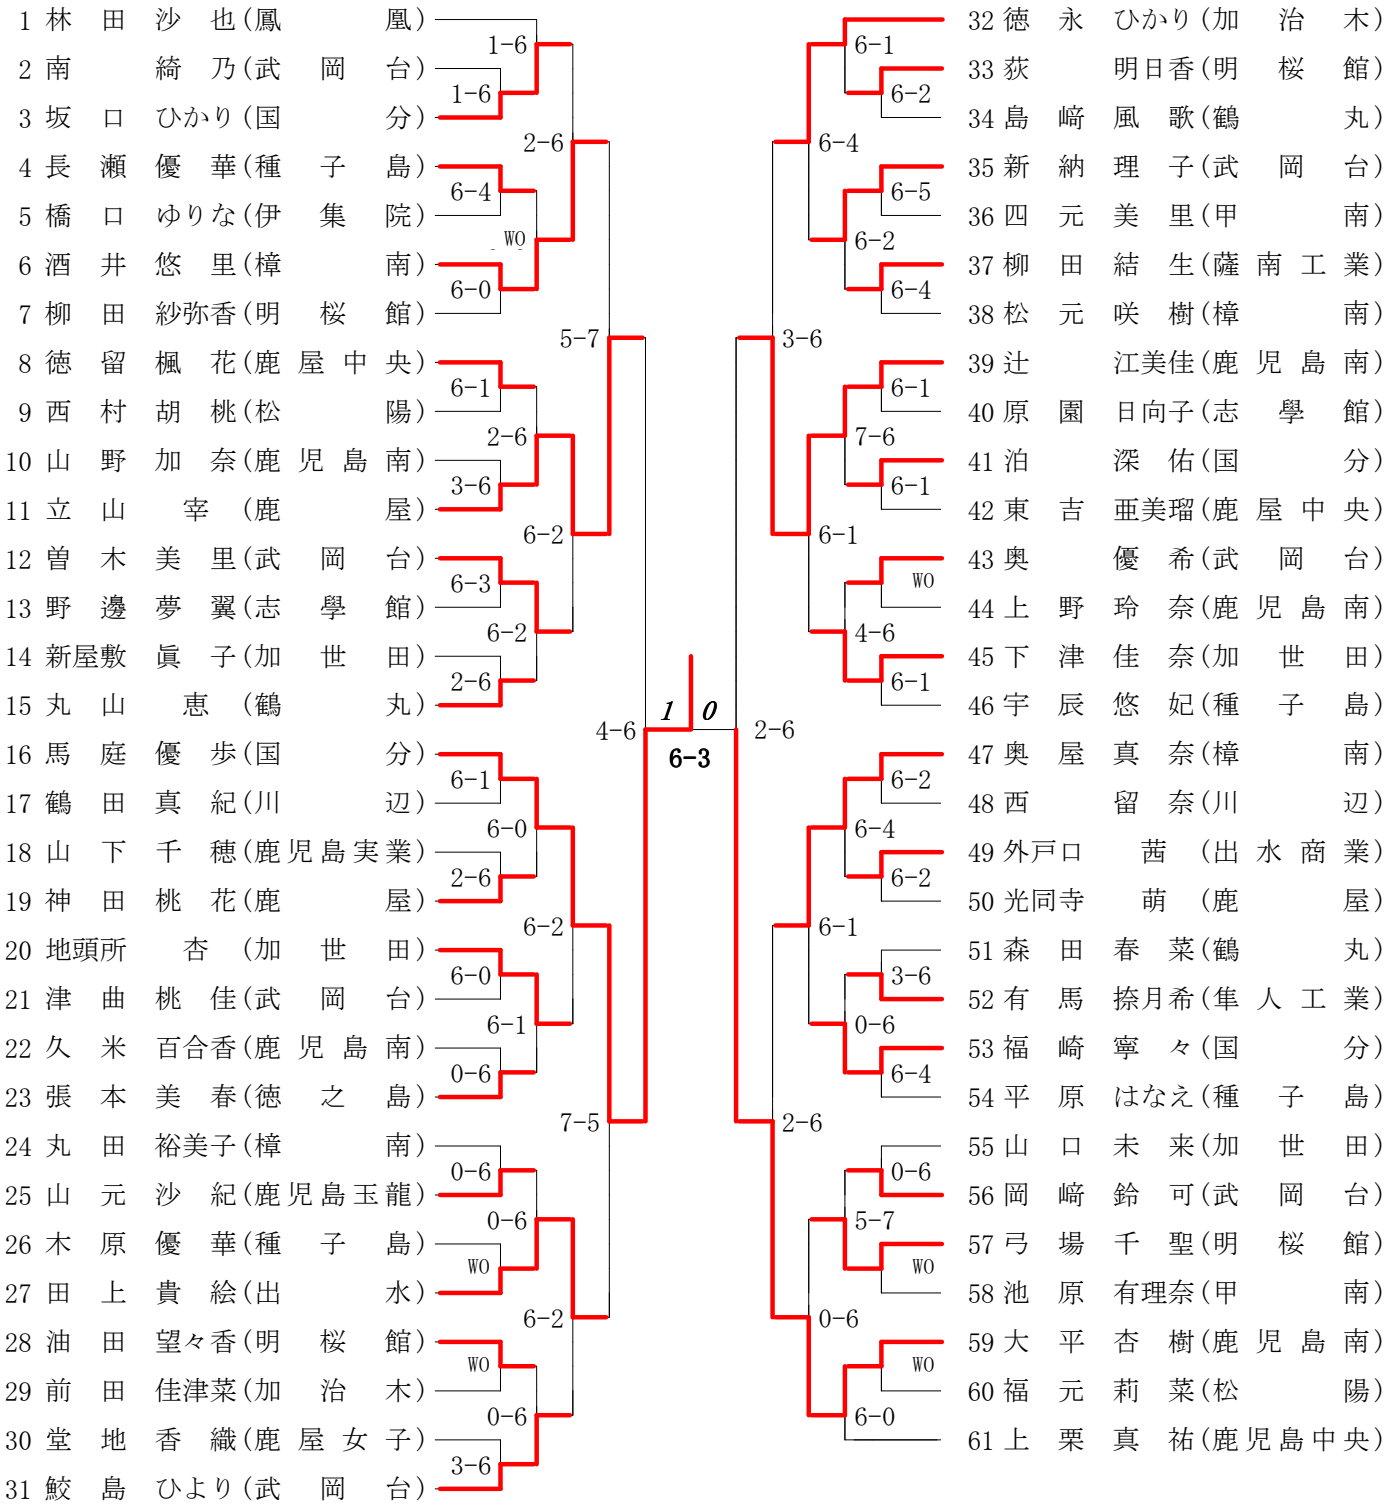 1 林田沙也(鳳凰)
1-6
2 南綺乃(武岡台)
1-6
3 坂口ひかり(国分)
2-6
4 長瀬優華(種子島)
6-4
5 橋口ゆりな(伊集院)
WO
6 酒井悠里(樟南)
6-0
7 柳田紗弥香(明桜館)
5-7
8 徳留楓花(鹿屋中央)
6-1
9 西村胡桃(松陽)
2-6
10 山野加奈(鹿児島南)
3-6
11 立山宰(鹿屋)
6-2
12 曽木美里(武岡台)
6-3
13 野邊夢翼(志學館)
6-2
14 新屋敷眞子(加世田)
2-6
15 丸山恵(鶴丸)
4-6
16 馬庭優歩(国分)
6-1
17 鶴田真紀(川辺)
6-0
18 山下千穂(鹿児島実業)
2-6
19 神田桃花(鹿屋)
6-2
20 地頭所杏(加世田)
6-0
21 津曲桃佳(武岡台)
6-1
22 久米百合香(鹿児島南)
0-6
23 張本美春(徳之島)
7-5
24 丸田裕美子(樟南)
0-6
25 山元沙紀(鹿児島玉龍)
0-6
26 木原優華(種子島)
WO
27 田上貴絵(出水)
6-2
28 油田望々香(明桜館)
WO
29 前田佳津菜(加治木)
0-6
30 堂地香織(鹿屋女子)
3-6
31 鮫島ひより(武岡台)
1 0
6-3
32 徳永ひかり(加治木)
6-1
33 荻明日香(明桜館)
6-2
34 島﨑風歌(鶴丸)
6-4
35 新納理子(武岡台)
6-5
36 四元美里(甲南)
6-2
37 柳田結生(薩南工業)
6-4
38 松元咲樹(樟南)
3-6
39 辻江美佳(鹿児島南)
6-1
40 原園日向子(志學館)
7-6
41 泊深佑(国分)
6-1
42 東吉亜美瑠(鹿屋中央)
6-1
43 奥優希(武岡台)
WO
44 上野玲奈(鹿児島南)
4-6
45 下津佳奈(加世田)
6-1
46 宇辰悠妃(種子島)
2-6
47 奥屋真奈(樟南)
6-2
48 西留奈(川辺)
6-4
49 外戸口茜(出水商業)
6-2
50 光同寺萌(鹿屋)
6-1
51 森田春菜(鶴丸)
3-6
52 有馬捺月希(隼人工業)
0-6
53 福崎寧々(国分)
6-4
54 平原はなえ(種子島)
2-6
55 山口未来(加世田)
0-6
56 岡﨑鈴可(武岡台)
5-7
57 弓場千聖(明桜館)
WO
58 池原有理奈(甲南)
0-6
59 大平杏樹(鹿児島南)
WO
60 福元莉菜(松陽)
6-0
61 上栗真祐(鹿児島中央)